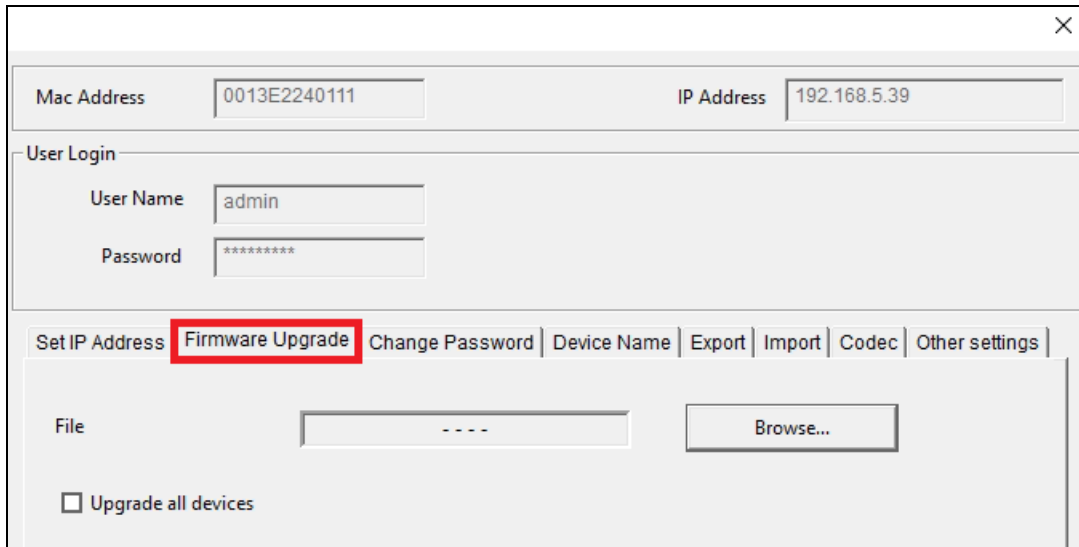 Mac Address 0013E2240111 IP Address 192.168.5.39
User Login
User Name admin
Password *********
Set IP Address Firmware Upgrade Change Password Device Name Export Import Codec Other settings
File - - - - Browse...
Upgrade all devices